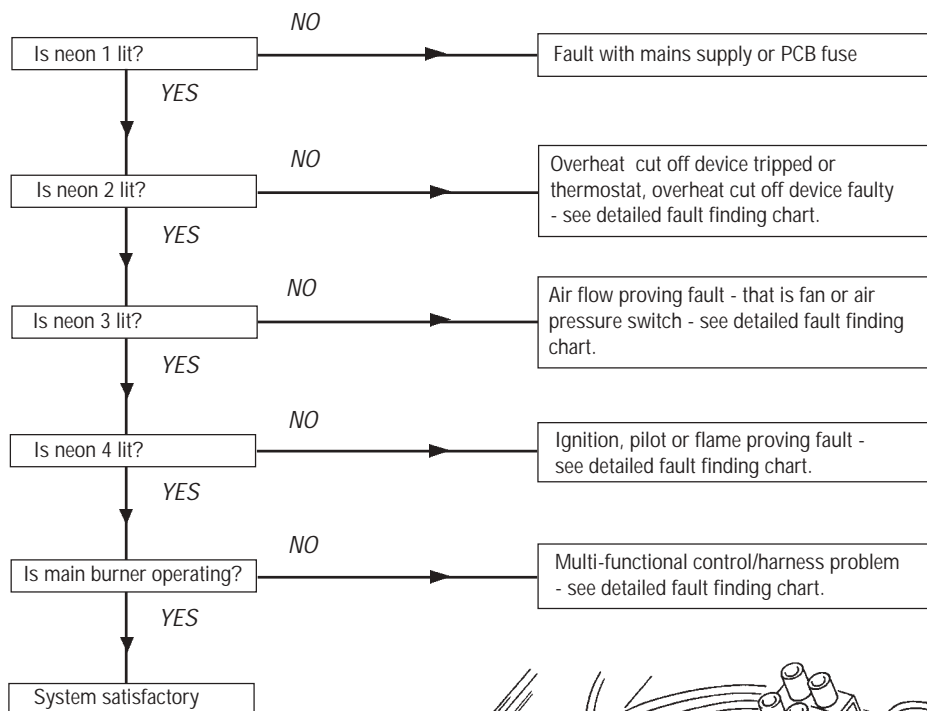 NO
Is neon 1 lit?
Fault with mains supply or PCB fuse
YES
NO
Is neon 2 lit?
Overheat cut off device tripped or
thermostat, overheat cut off device faulty
- see detailed fault finding chart.
YES
NO
Is neon 3 lit?
Air flow proving fault - that is fan or air
pressure switch - see detailed fault finding
chart.
YES
NO
Is neon 4 lit?
Ignition, pilot or flame proving fault -
see detailed fault finding chart.
YES
NO
Is main burner operating?
Multi-functional control/harness problem
- see detailed fault finding chart.
YES
System satisfactory